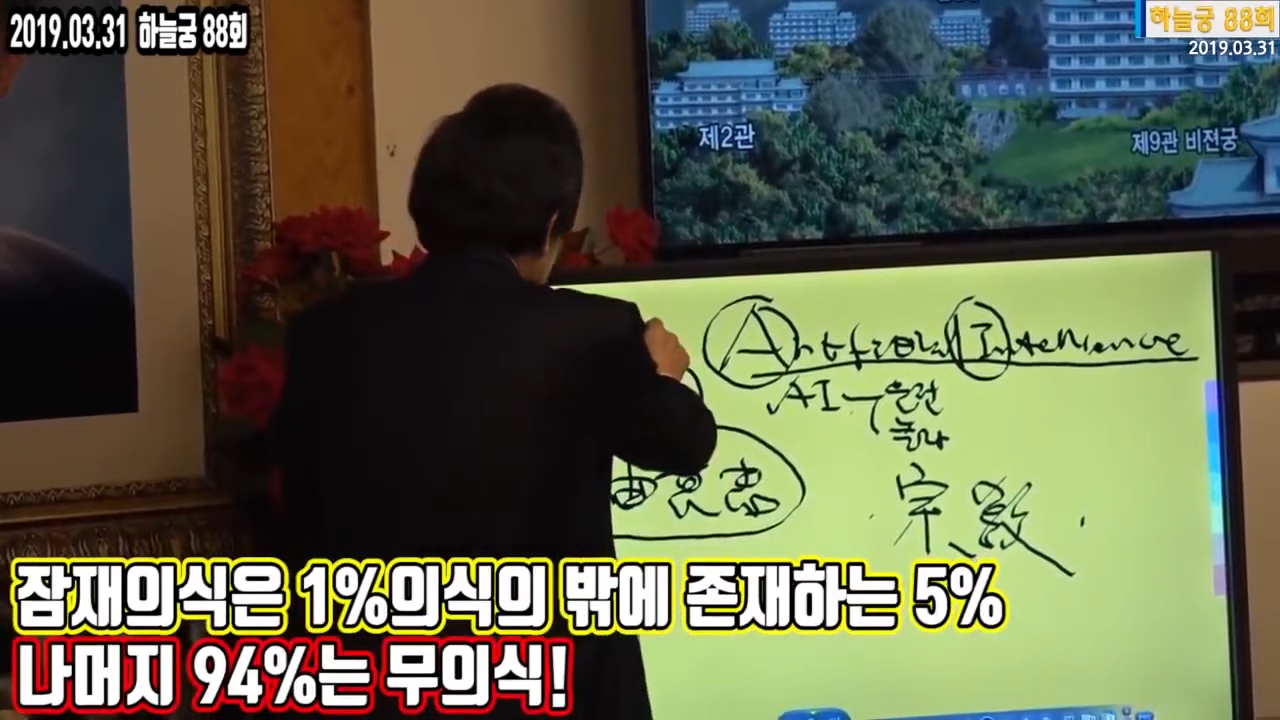 2019.03.31 하늘궁 88회
하늘궁 88회
2019.03.31
제2관
제9관 비젼궁
AI
宗教
잠재의식은 1%의식의 밖에 존재하는 5%
나머지 94%는 무의식!